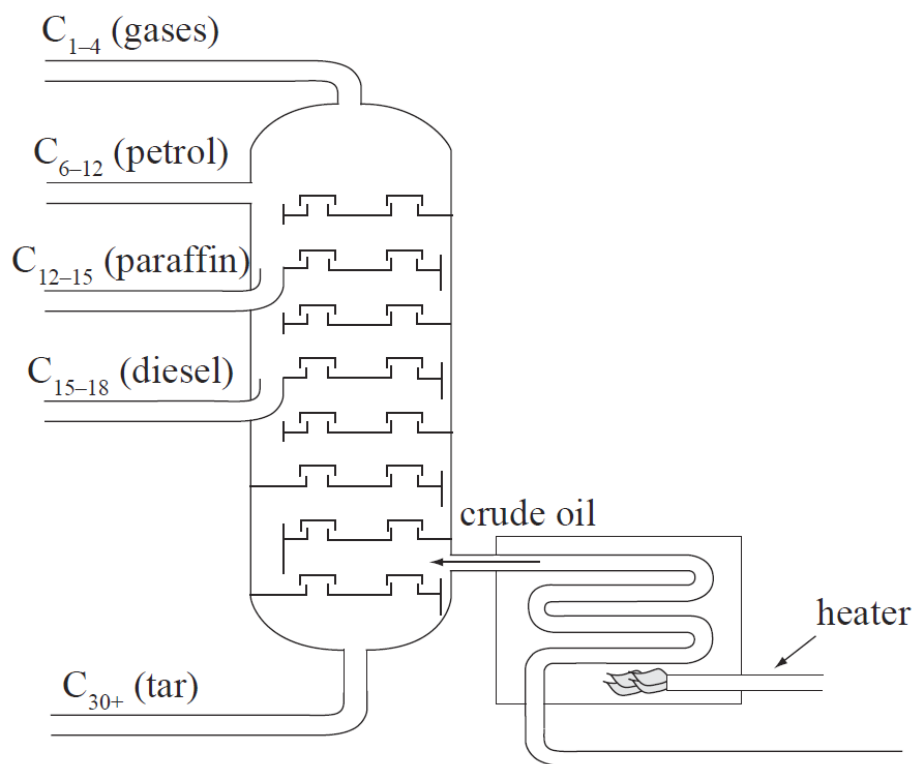 C1–4 (gases)
C6–12 (petrol)
C12–15 (paraffin)
C15–18 (diesel)
crude oil
heater
C30+ (tar)